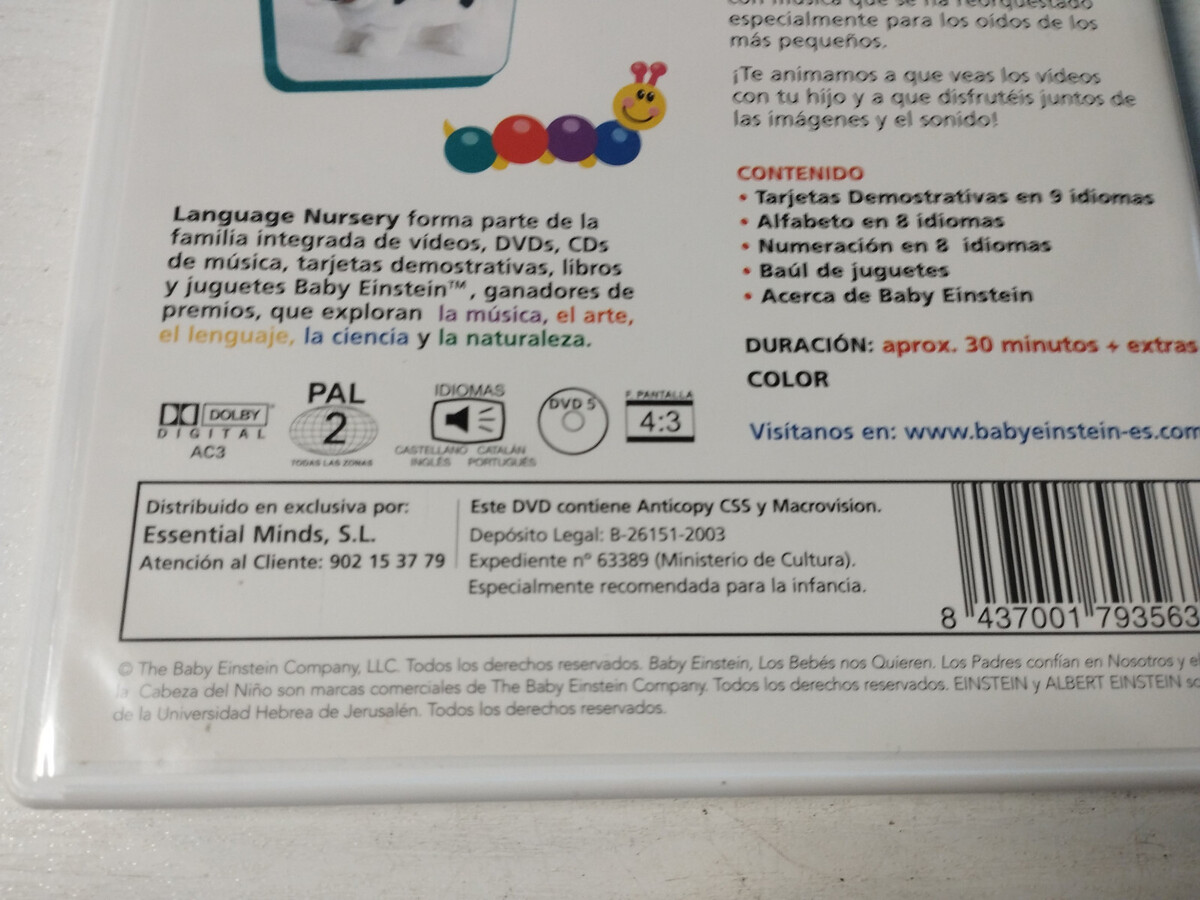 con música que se ha reorquestado
especialmente para los oídos de los
más pequeños.
¡Te animamos a que veas los vídeos
con tu hijo y a que disfrutéis juntos de
las imágenes y el sonido!
CONTENIDO
• Tarjetas Demostrativas en 9 idiomas
• Alfabeto en 8 idiomas
• Numeración en 8 idiomas
• Baúl de juguetes
• Acerca de Baby Einstein
DURACIÓN: aprox. 30 minutos + extras
COLOR
Visítanos en: www.babyeinstein-es.com
Language Nursery forma parte de la
familia integrada de vídeos, DVDs, CDs
de música, tarjetas demostrativas, libros
y juguetes Baby Einstein™, ganadores de
premios, que exploran la música, el arte,
el lenguaje, la ciencia y la naturaleza.
DOLBY
DIGITAL
AC3
PAL
2
TODAS LAS ZONAS
IDIOMAS
CASTELLANO CATALÁN
INGLÉS PORTUGUÉS
DVD 5
F. PANTALLA
4:3
Distribuido en exclusiva por:
Essential Minds, S.L.
Atención al Cliente: 902 15 37 79
Este DVD contiene Anticopy CSS y Macrovision.
Depósito Legal: B-26151-2003
Expediente nº 63389 (Ministerio de Cultura).
Especialmente recomendada para la infancia.
8 437001 793563
© The Baby Einstein Company, LLC. Todos los derechos reservados. Baby Einstein, Los Bebés nos Quieren. Los Padres confían en Nosotros y el
la Cabeza del Niño son marcas comerciales de The Baby Einstein Company. Todos los derechos reservados. EINSTEIN y ALBERT EINSTEIN so
de la Universidad Hebrea de Jerusalén. Todos los derechos reservados.